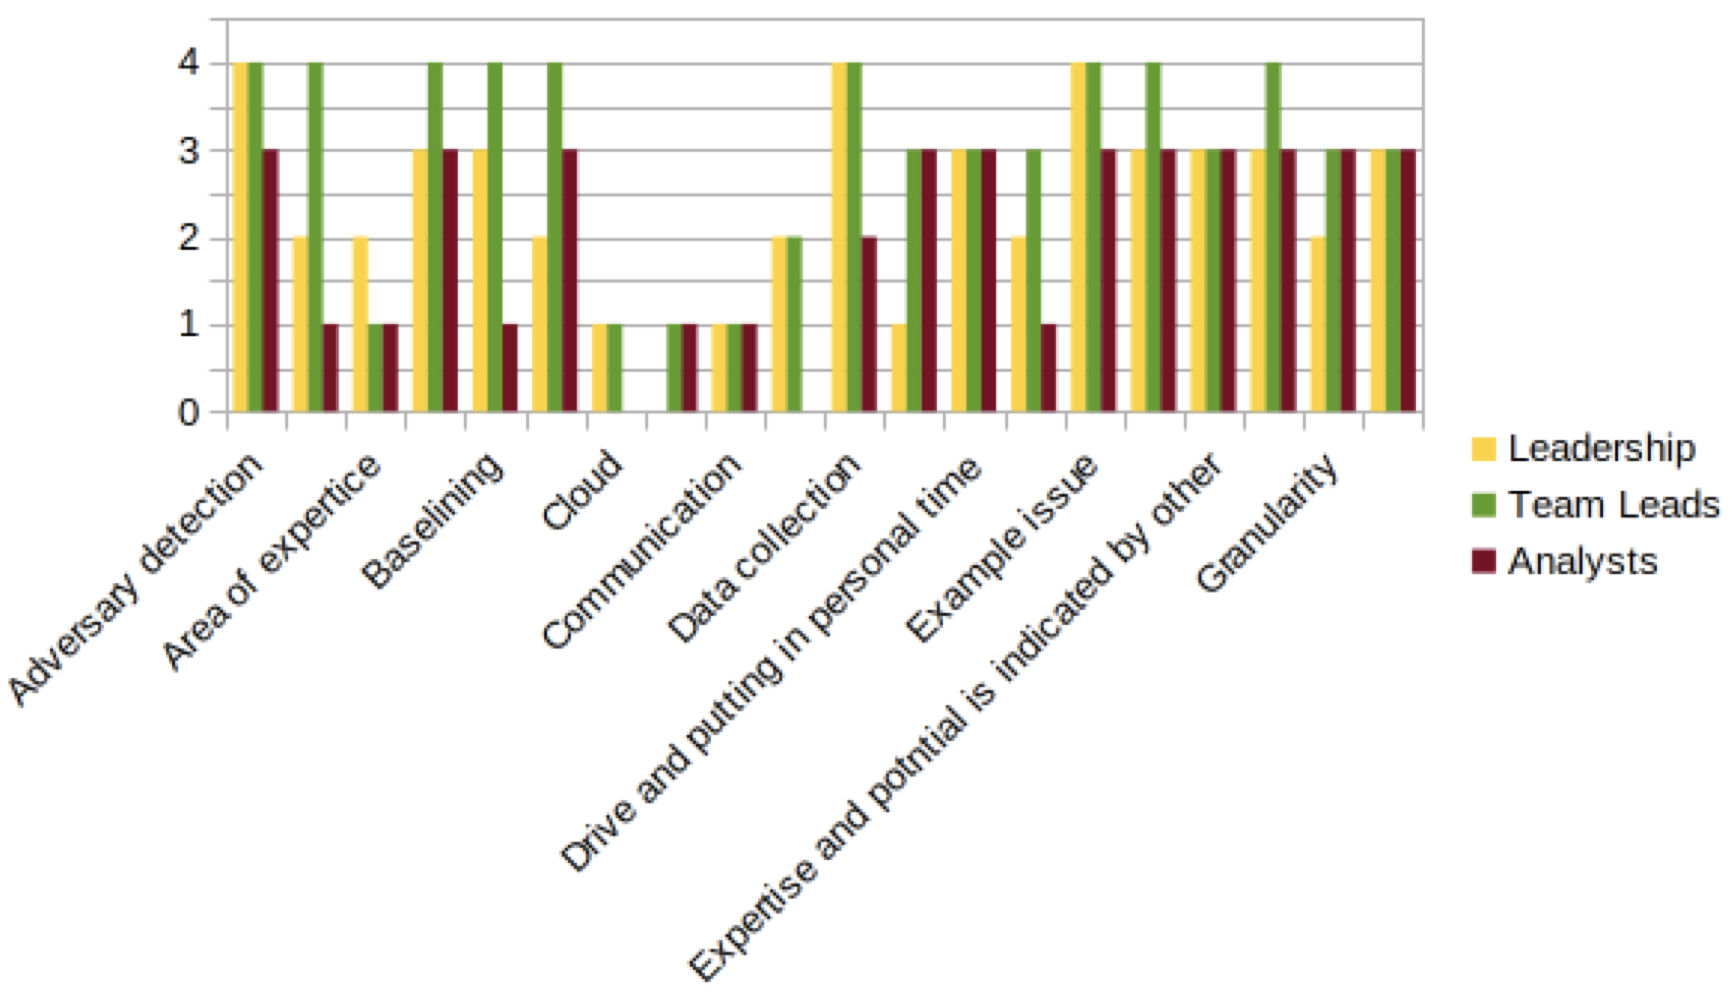 4
3
2
1
0
Adversary detection
Area of expertice
Baselining
Cloud
Communication
Data collection
Drive and putting in personal time
Example issue
Expertise and potntial is indicated by other
Granularity
Leadership
Team Leads
Analysts